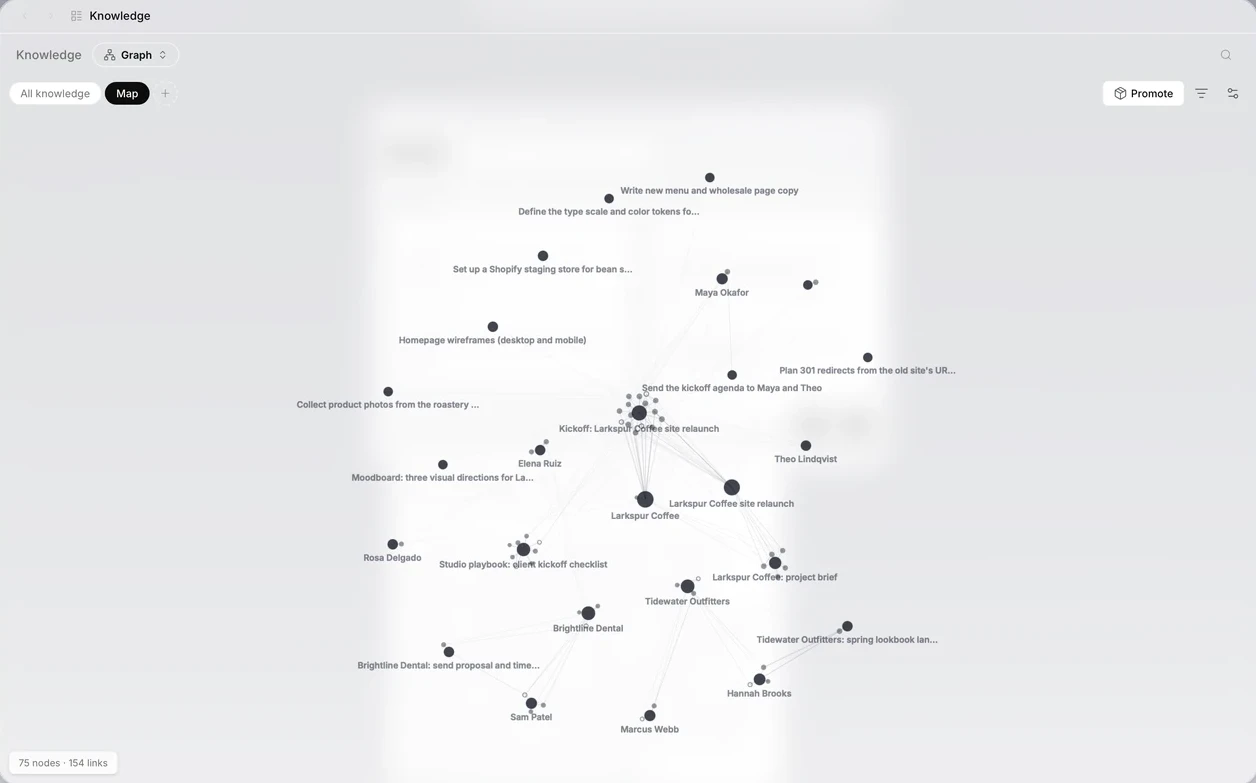 Knowledge
Knowledge
Graph
All knowledge
Map
Promote
Write new menu and wholesale page copy
Define the type scale and color tokens fo...
Set up a Shopify staging store for bean s...
Maya Okafor
Homepage wireframes (desktop and mobile)
Plan 301 redirects from the old site's UR...
Send the kickoff agenda to Maya and Theo
Collect product photos from the roastery ...
Kickoff: Larkspur Coffee site relaunch
Theo Lindqvist
Elena Ruiz
Moodboard: three visual directions for La...
Larkspur Coffee site relaunch
Larkspur Coffee
Rosa Delgado
Studio playbook: client kickoff checklist
Larkspur Coffee: project brief
Tidewater Outfitters
Brightline Dental
Tidewater Outfitters: spring lookbook lan...
Brightline Dental: send proposal and time...
Hannah Brooks
Sam Patel
Marcus Webb
75 nodes · 154 links